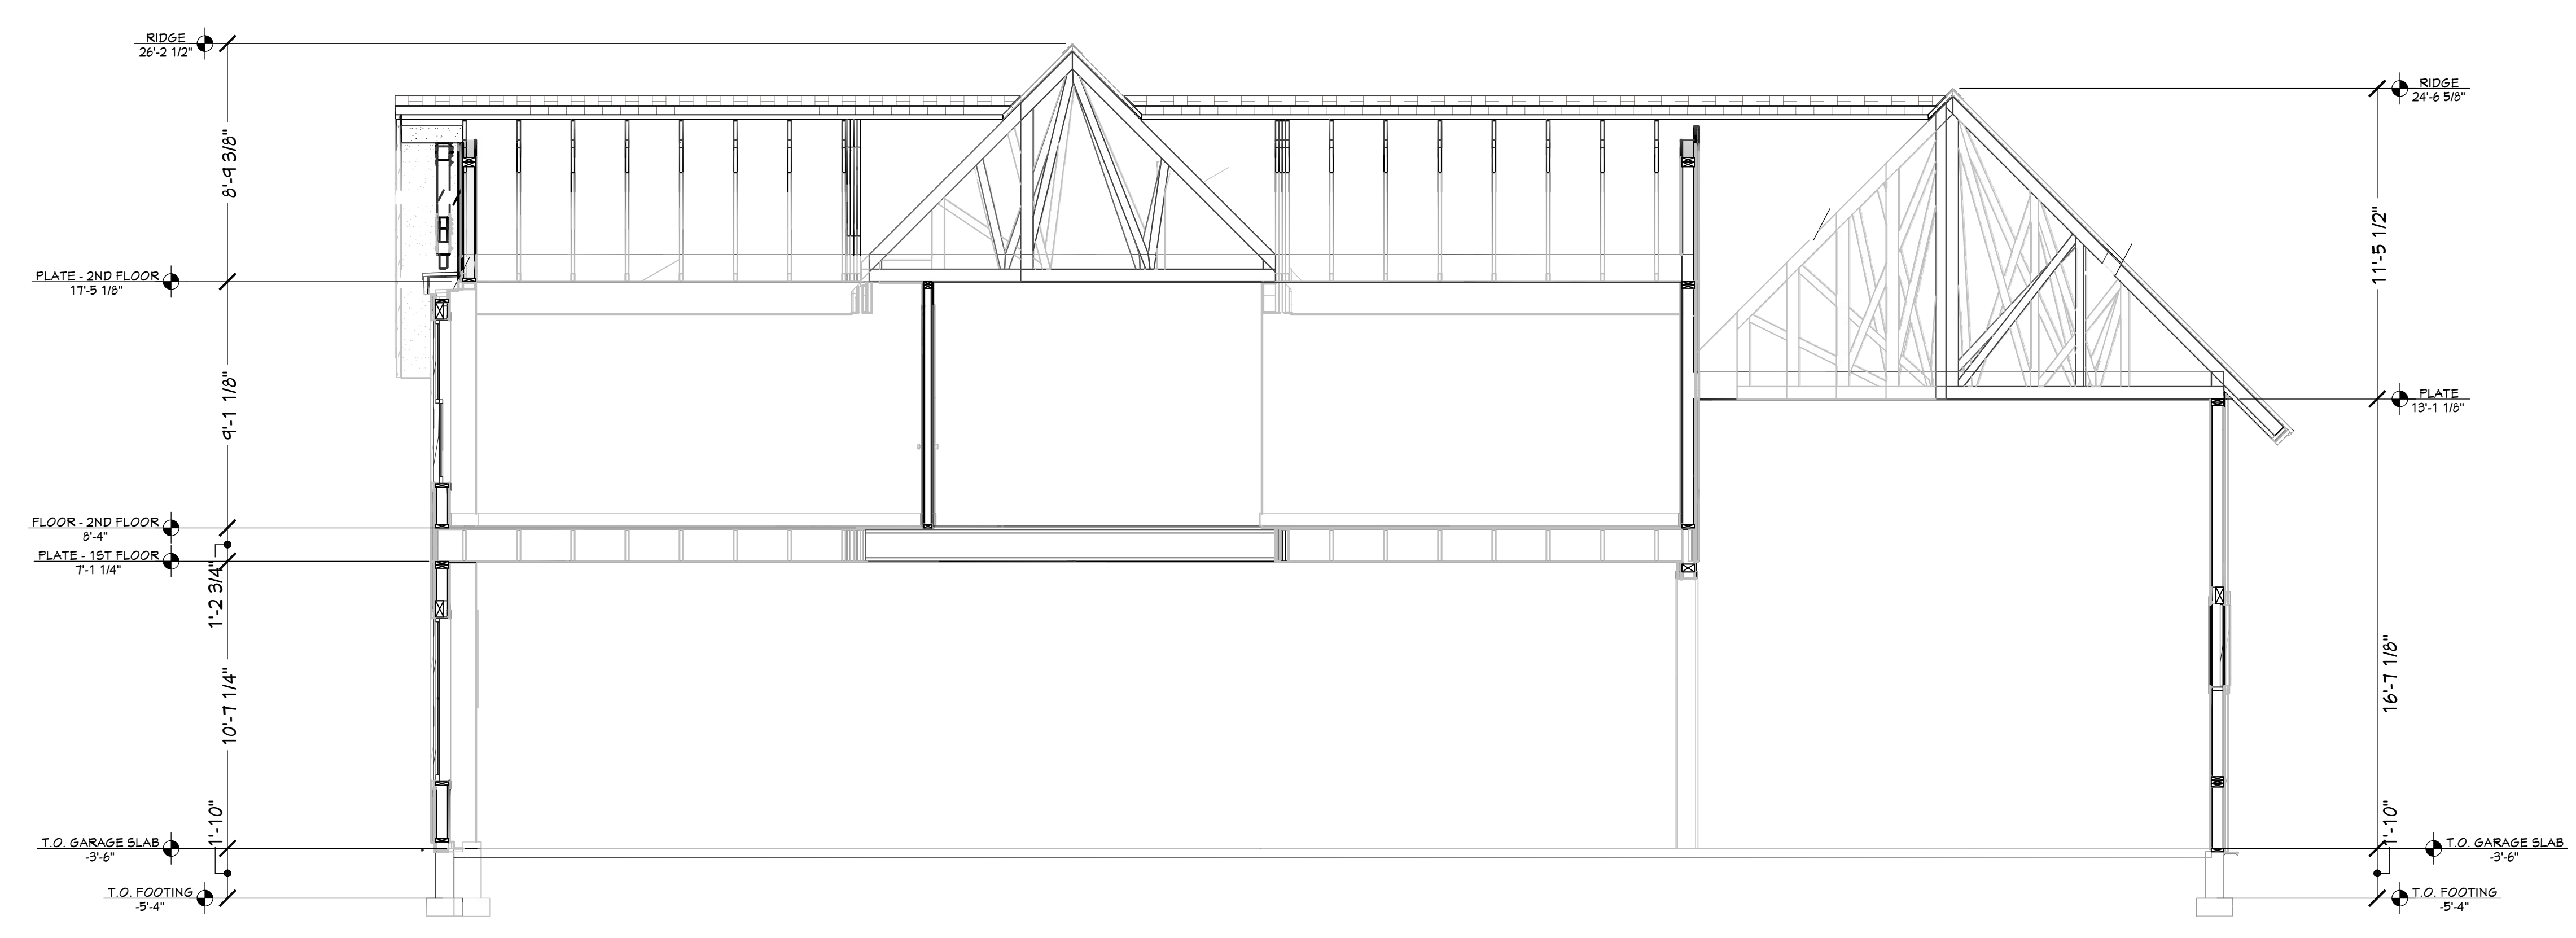 RIDGE
26'-2 1/2"
8'-9 3/8"
PLATE - 2ND FLOOR
17'-5 1/8"
9'-1 1/8"
FLOOR - 2ND FLOOR
8'-4"
PLATE - 1ST FLOOR
7'-1 1/4"
1'-2 3/4"
10'-7 1/4"
1'-10"
T.O. GARAGE SLAB
-3'-6"
T.O. FOOTING
-5'-4"
RIDGE
24'-6 5/8"
11'-5 1/2"
PLATE
13'-1 1/8"
16'-7 1/8"
1'-10"
T.O. GARAGE SLAB
-3'-6"
T.O. FOOTING
-5'-4"